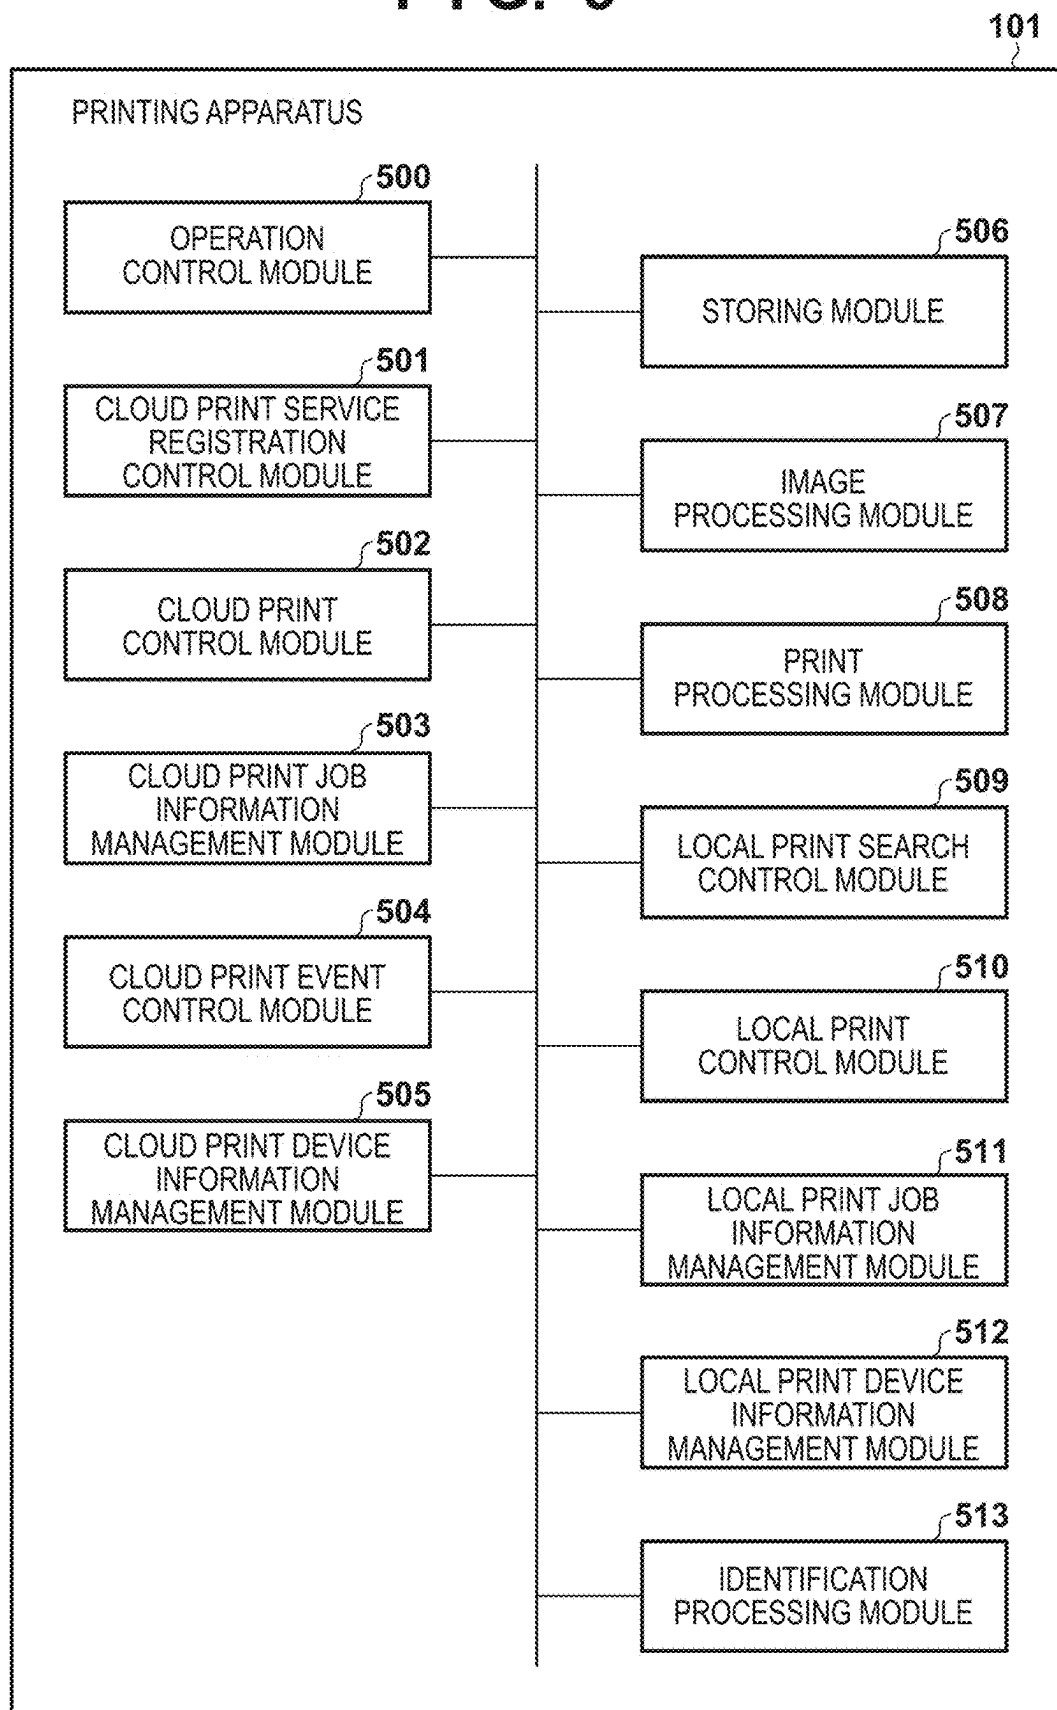 101
PRINTING APPARATUS
500
OPERATION
CONTROL MODULE
501
CLOUD PRINT SERVICE
REGISTRATION
CONTROL MODULE
502
CLOUD PRINT
CONTROL MODULE
503
CLOUD PRINT JOB
INFORMATION
MANAGEMENT MODULE
504
CLOUD PRINT EVENT
CONTROL MODULE
505
CLOUD PRINT DEVICE
INFORMATION
MANAGEMENT MODULE
506
STORING MODULE
507
IMAGE
PROCESSING MODULE
508
PRINT
PROCESSING MODULE
509
LOCAL PRINT SEARCH
CONTROL MODULE
510
LOCAL PRINT
CONTROL MODULE
511
LOCAL PRINT JOB
INFORMATION
MANAGEMENT MODULE
512
LOCAL PRINT DEVICE
INFORMATION
MANAGEMENT MODULE
513
IDENTIFICATION
PROCESSING MODULE